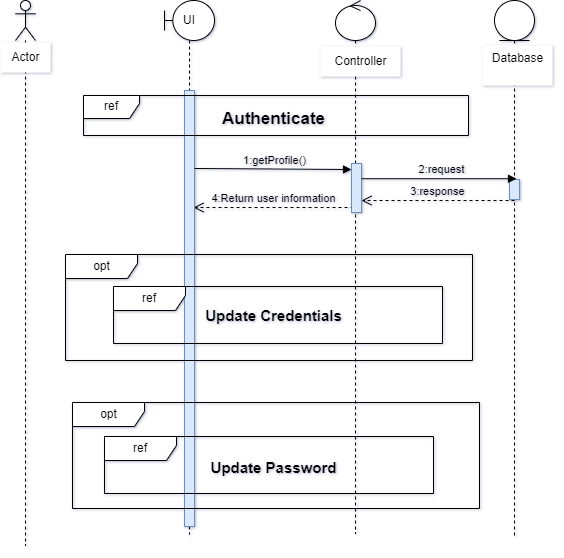 UI
Actor
Controller
Database
ref
Authenticate
1:getProfile()
2:request
3:response
4:Return user information
opt
ref
Update Credentials
opt
ref
Update Password